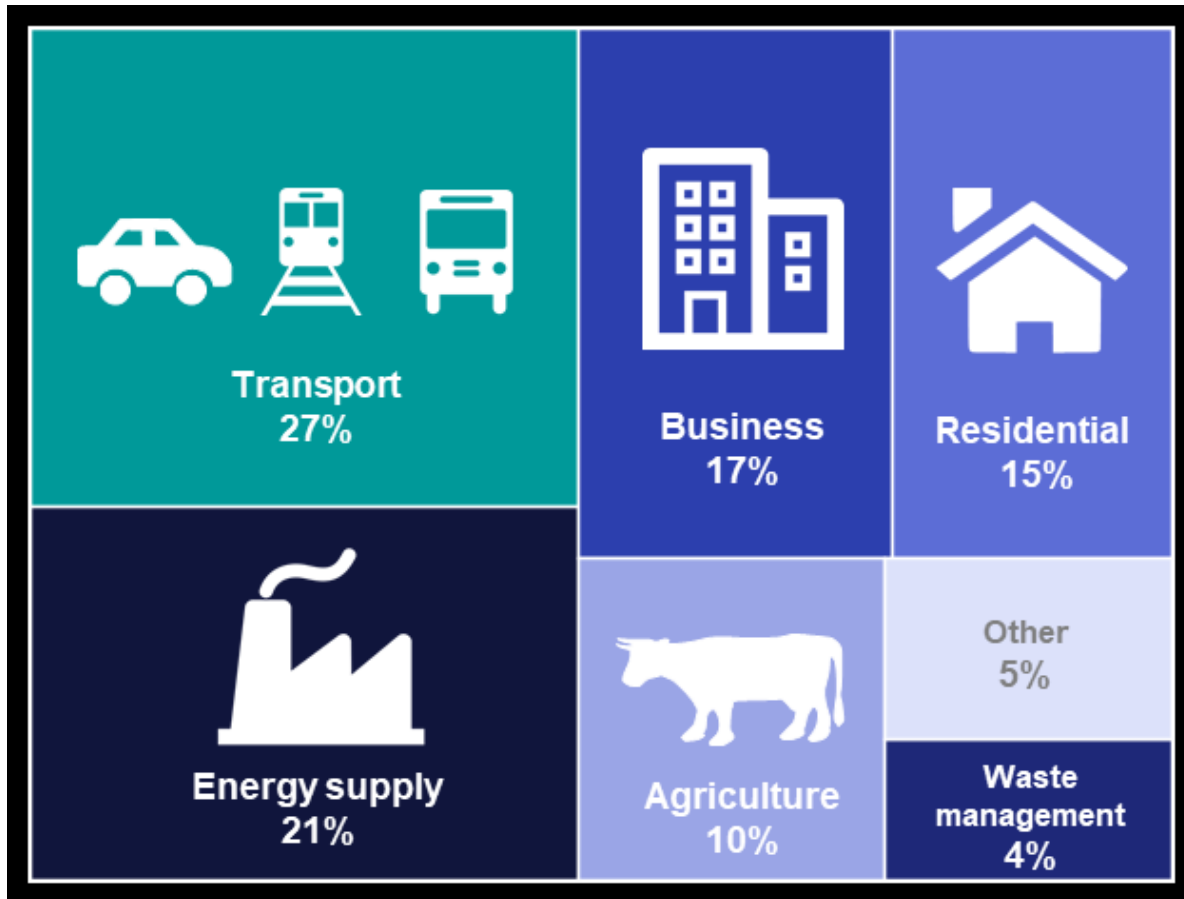 Transport
27%
Business
17%
Residential
15%
Energy supply
21%
Agriculture
10%
Other
5%
Waste
management
4%